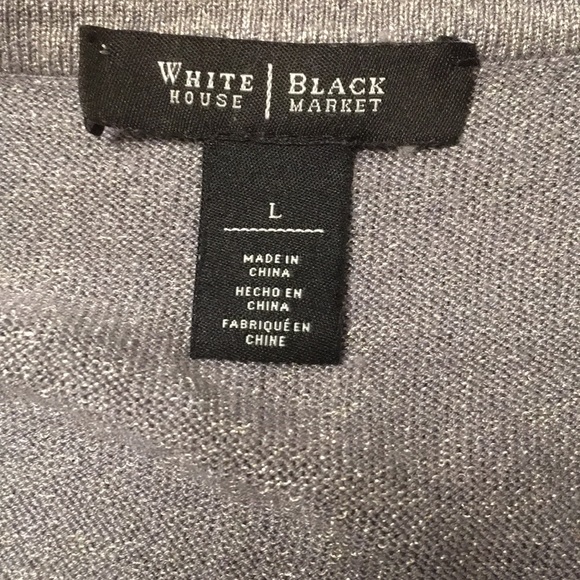 WHITE | BLACK
HOUSE | MARKET
L
MADE IN
CHINA
HECHO EN
CHINA
FABRIQUÉ EN
CHINE